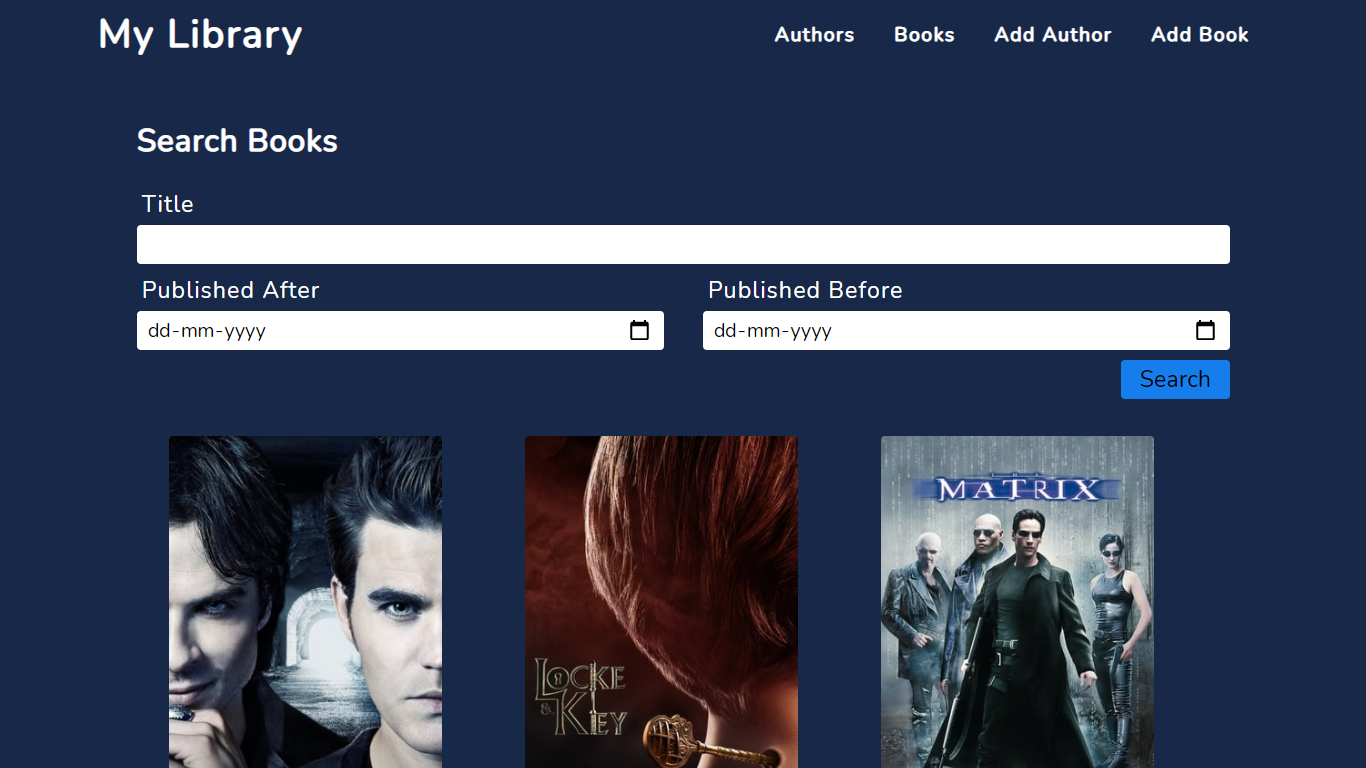 My Library
Authors Books Add Author Add Book
Search Books
Title
Published After Published Before
dd-mm-yyyy dd-mm-yyyy
Search
THE
MATRIX
LOCKE
& KEY